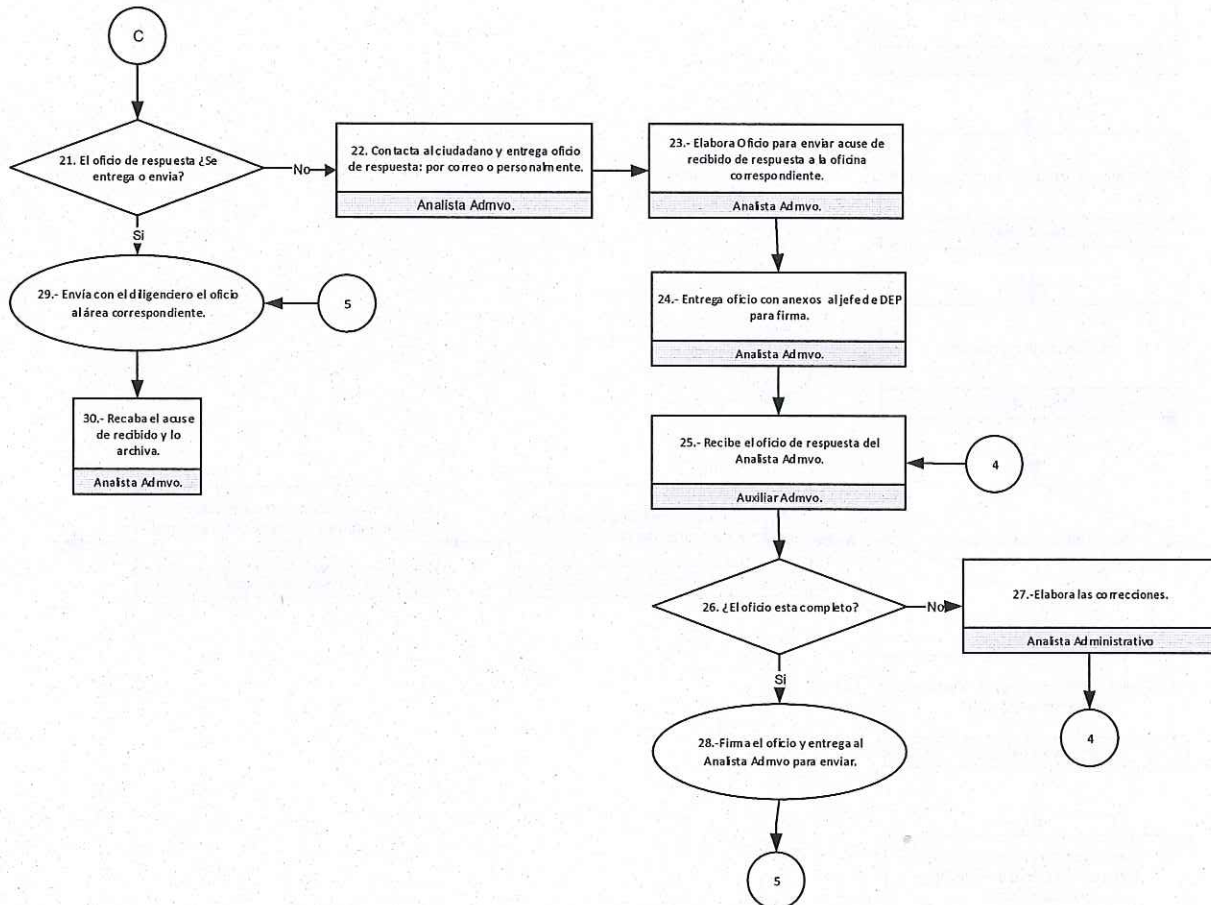 C
21. El oficio de respuesta ¿Se
entrega o envia?
No
22. Contacta al ciudadano y entrega oficio
de respuesta: por correo o personalmente.
Analista Admvo.
23.- Elabora Oficio para enviar acuse de
recibido de respuesta a la oficina
correspondiente.
Analista Admvo.
Si
29.- Envía con el diligenciero el oficio
al área correspondiente.
5
24.- Entrega oficio con anexos al jefe de DEP
para firma.
Analista Admvo.
30.- Recaba el acuse
de recibido y lo
archiva.
Analista Admvo.
25.- Recibe el oficio de respuesta del
Analista Admvo.
Auxiliar Admvo.
4
26. ¿El oficio esta completo?
No
27.-Elabora las correcciones.
Analista Administrativo
Si
4
28.-Firma el oficio y entrega al
Analista Admvo para enviar.
5